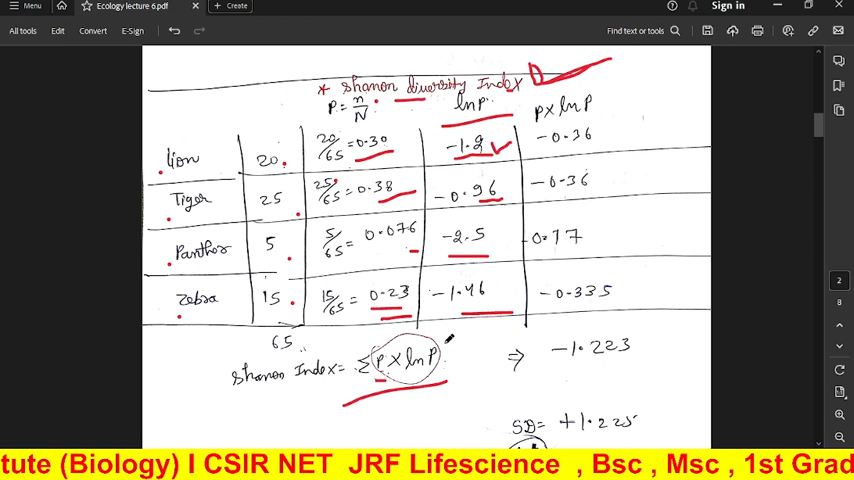 Menu
Ecology lecture 6.pdf
Create
Sign in
All tools
Edit
Convert
E-Sign
Find text or tools
* Shanon diversity Index
P = n/N
lnP
P×lnP
Lion 20 20/65 = 0.30 -1.2 -0.36
Tiger 25 25/65 = 0.38 -0.96 -0.36
Panther 5 5/65 = 0.076 -2.5 -0.17
Zebra 15 15/65 = 0.23 -1.46 -0.335
65
Shanon Index = Σ P × ln P ⇒ -1.223
SD = +1.225
2
8
tute (Biology) I CSIR NET JRF Lifescience , Bsc , Msc , 1st Grad